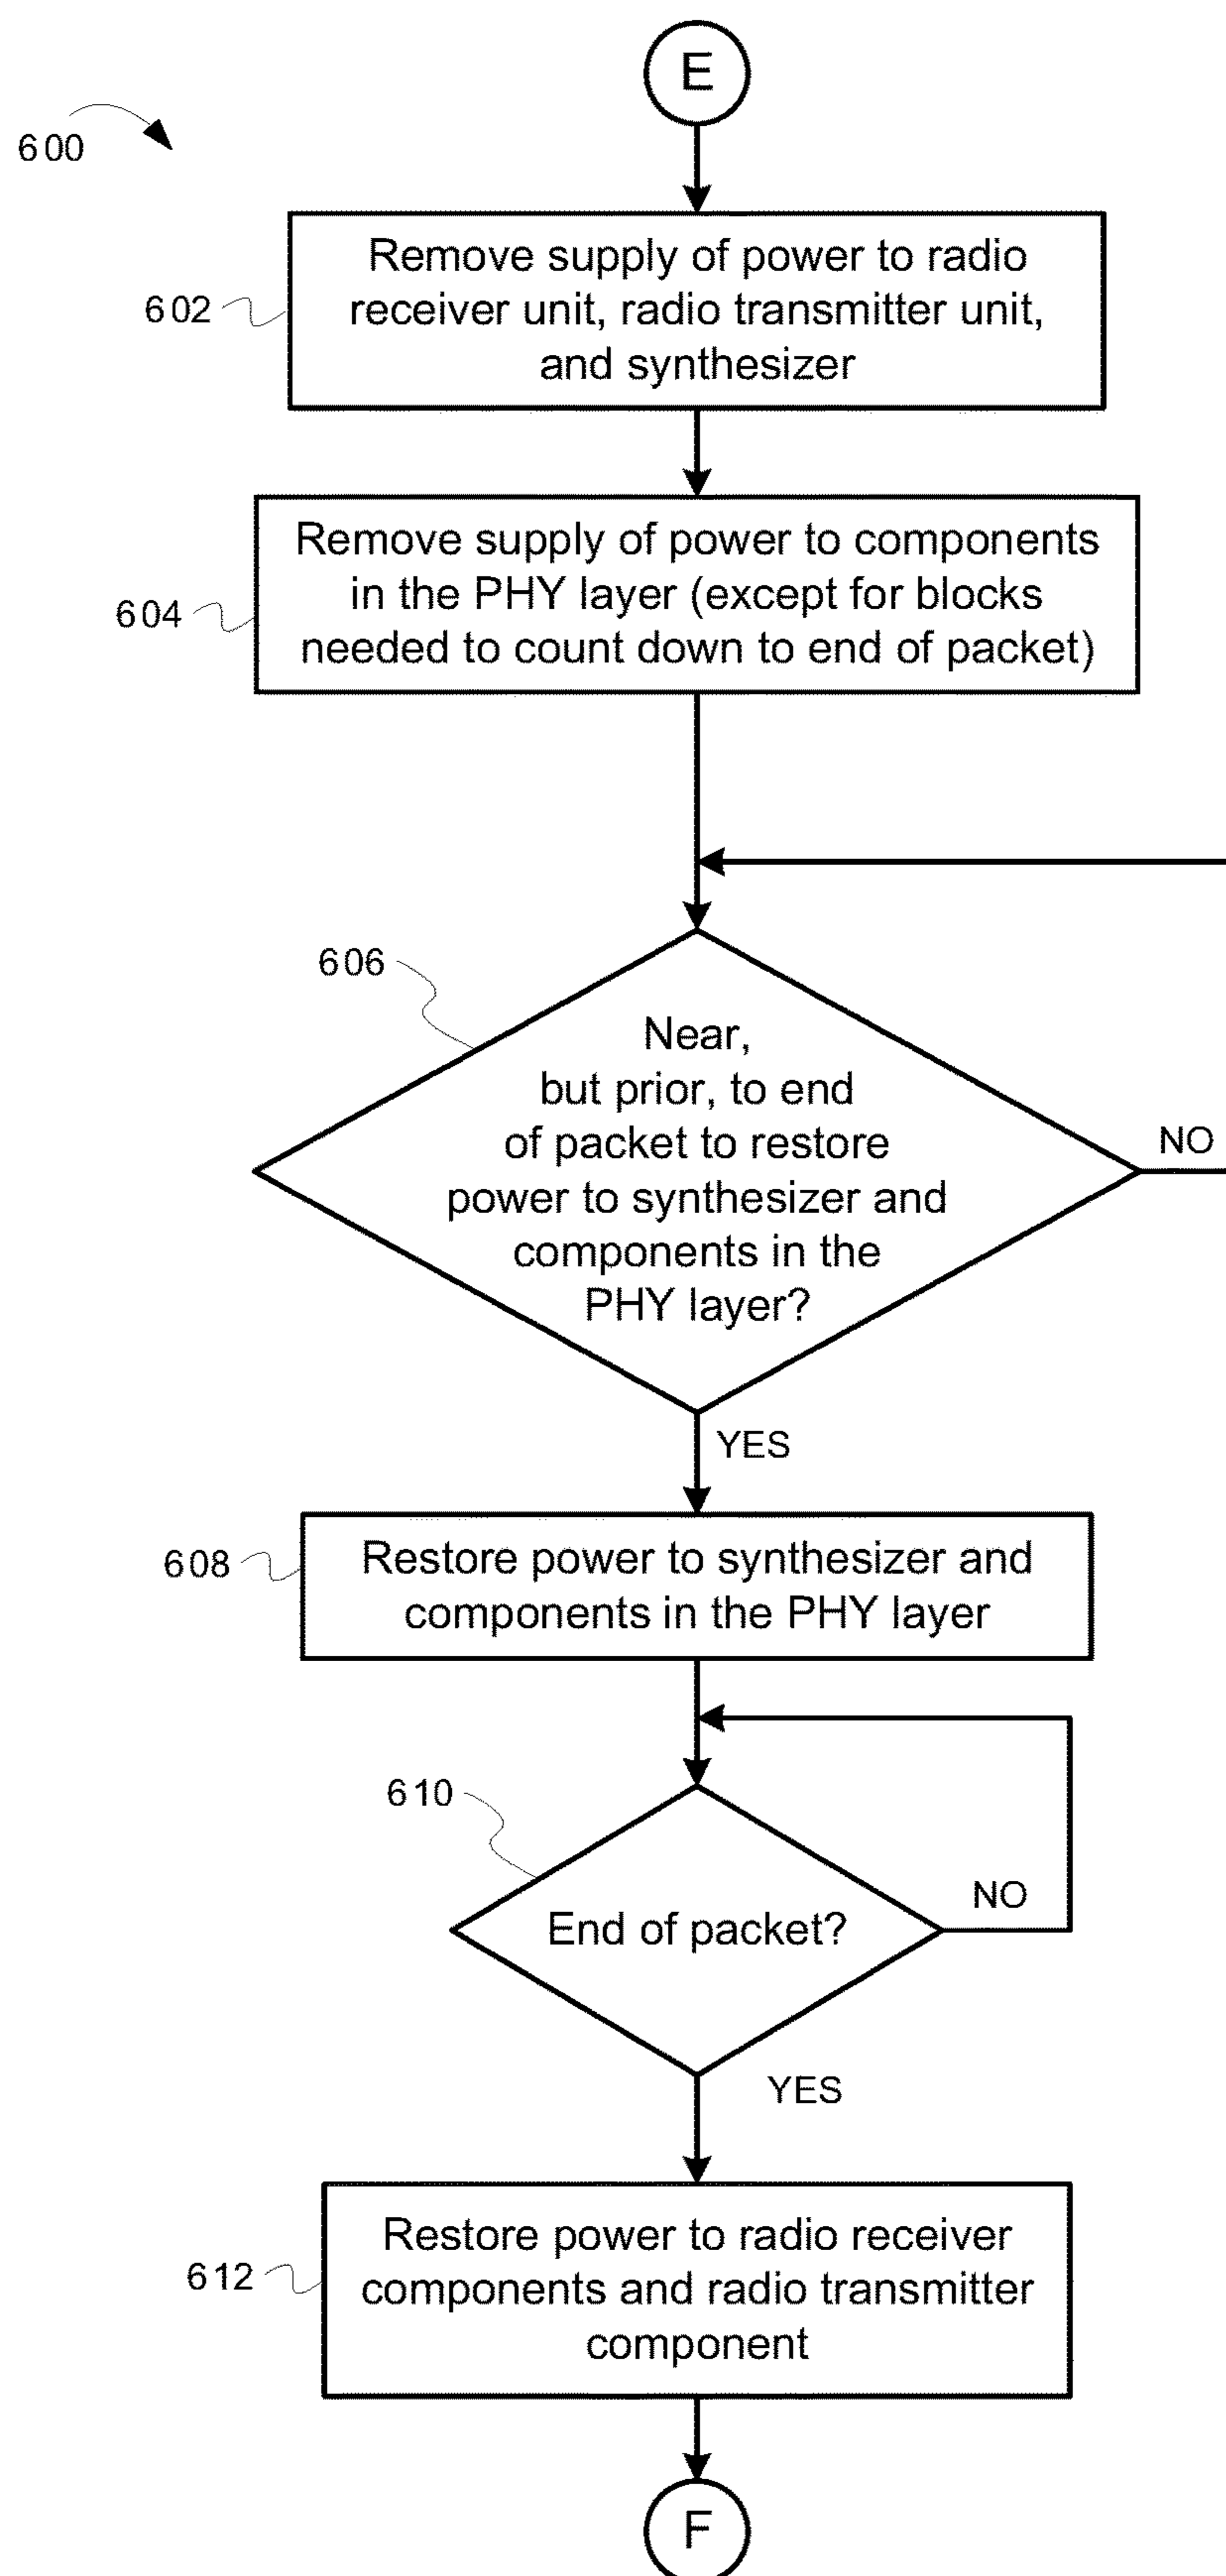 E
600
Remove supply of power to radio
receiver unit, radio transmitter unit,
and synthesizer
602
Remove supply of power to components
in the PHY layer (except for blocks
needed to count down to end of packet)
604
606
Near,
but prior, to end
of packet to restore
power to synthesizer and
components in the
PHY layer?
NO
YES
608
Restore power to synthesizer and
components in the PHY layer
610
End of packet?
NO
YES
612
Restore power to radio receiver
components and radio transmitter
component
F